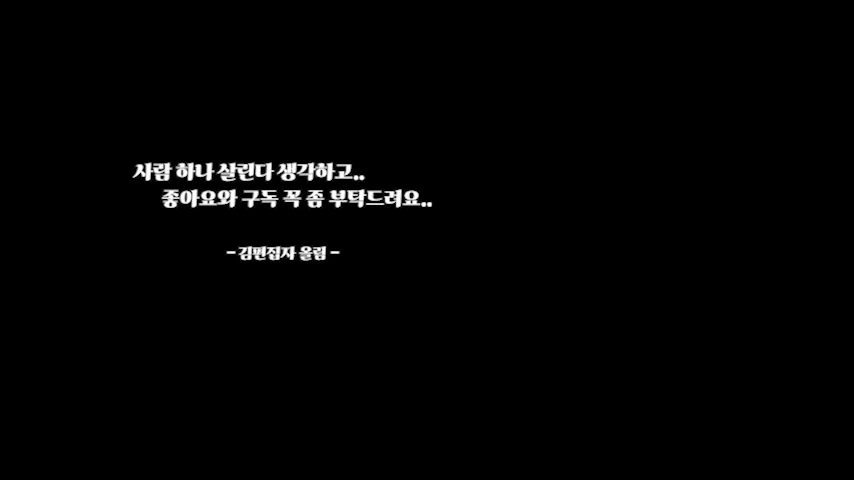 사람 하나 살린다 생각하고..
좋아요와 구독 꼭 좀 부탁드려요..
- 김편집자 올림 -